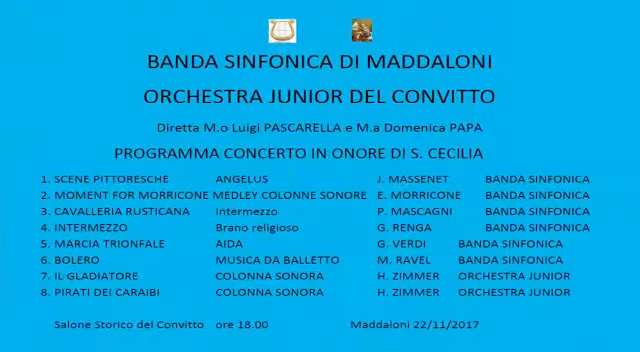 BANDA SINFONICA DI MADDALONI
ORCHESTRA JUNIOR DEL CONVITTO
Diretta M.o Luigi PASCARELLA e M.a Domenica PAPA
PROGRAMMA CONCERTO IN ONORE DI S. CECILIA
1. SCENE PITTORESCHE ANGELUS J. MASSENET BANDA SINFONICA
2. MOMENT FOR MORRICONE MEDLEY COLONNE SONORE E. MORRICONE BANDA SINFONICA
3. CAVALLERIA RUSTICANA Intermezzo P. MASCAGNI BANDA SINFONICA
4. INTERMEZZO Brano religioso G. RENGA BANDA SINFONICA
5. MARCIA TRIONFALE AIDA G. VERDI BANDA SINFONICA
6. BOLERO MUSICA DA BALLETTO M. RAVEL BANDA SINFONICA
7. IL GLADIATORE COLONNA SONORA H. ZIMMER ORCHESTRA JUNIOR
8. PIRATI DEI CARAIBI COLONNA SONORA H. ZIMMER ORCHESTRA JUNIOR
Salone Storico del Convitto ore 18.00 Maddaloni 22/11/2017